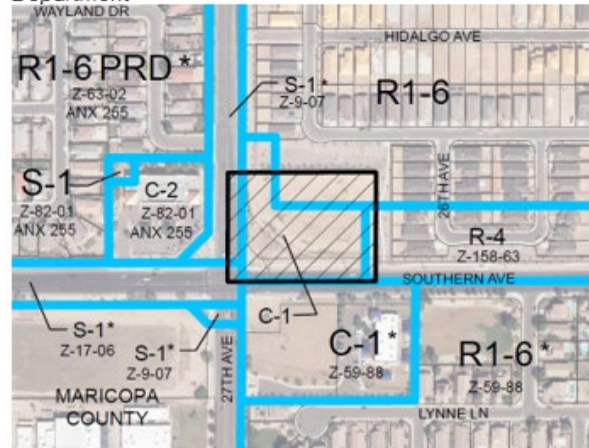 Department
WAYLAND DR
R1-6 PRD *
Z-63-02
ANX 255
S-1*
Z-9-07
HIDALGO AVE
R1-6
S-1
C-2
Z-82-01
ANX 255
Z-82-01
ANX 255
26TH AVE
R-4
Z-158-63
SOUTHERN AVE
C-1
S-1*
Z-17-06
S-1*
Z-9-07
27TH AVE
C-1*
Z-59-88
R1-6*
Z-59-88
MARICOPA
COUNTY
LYNNE LN